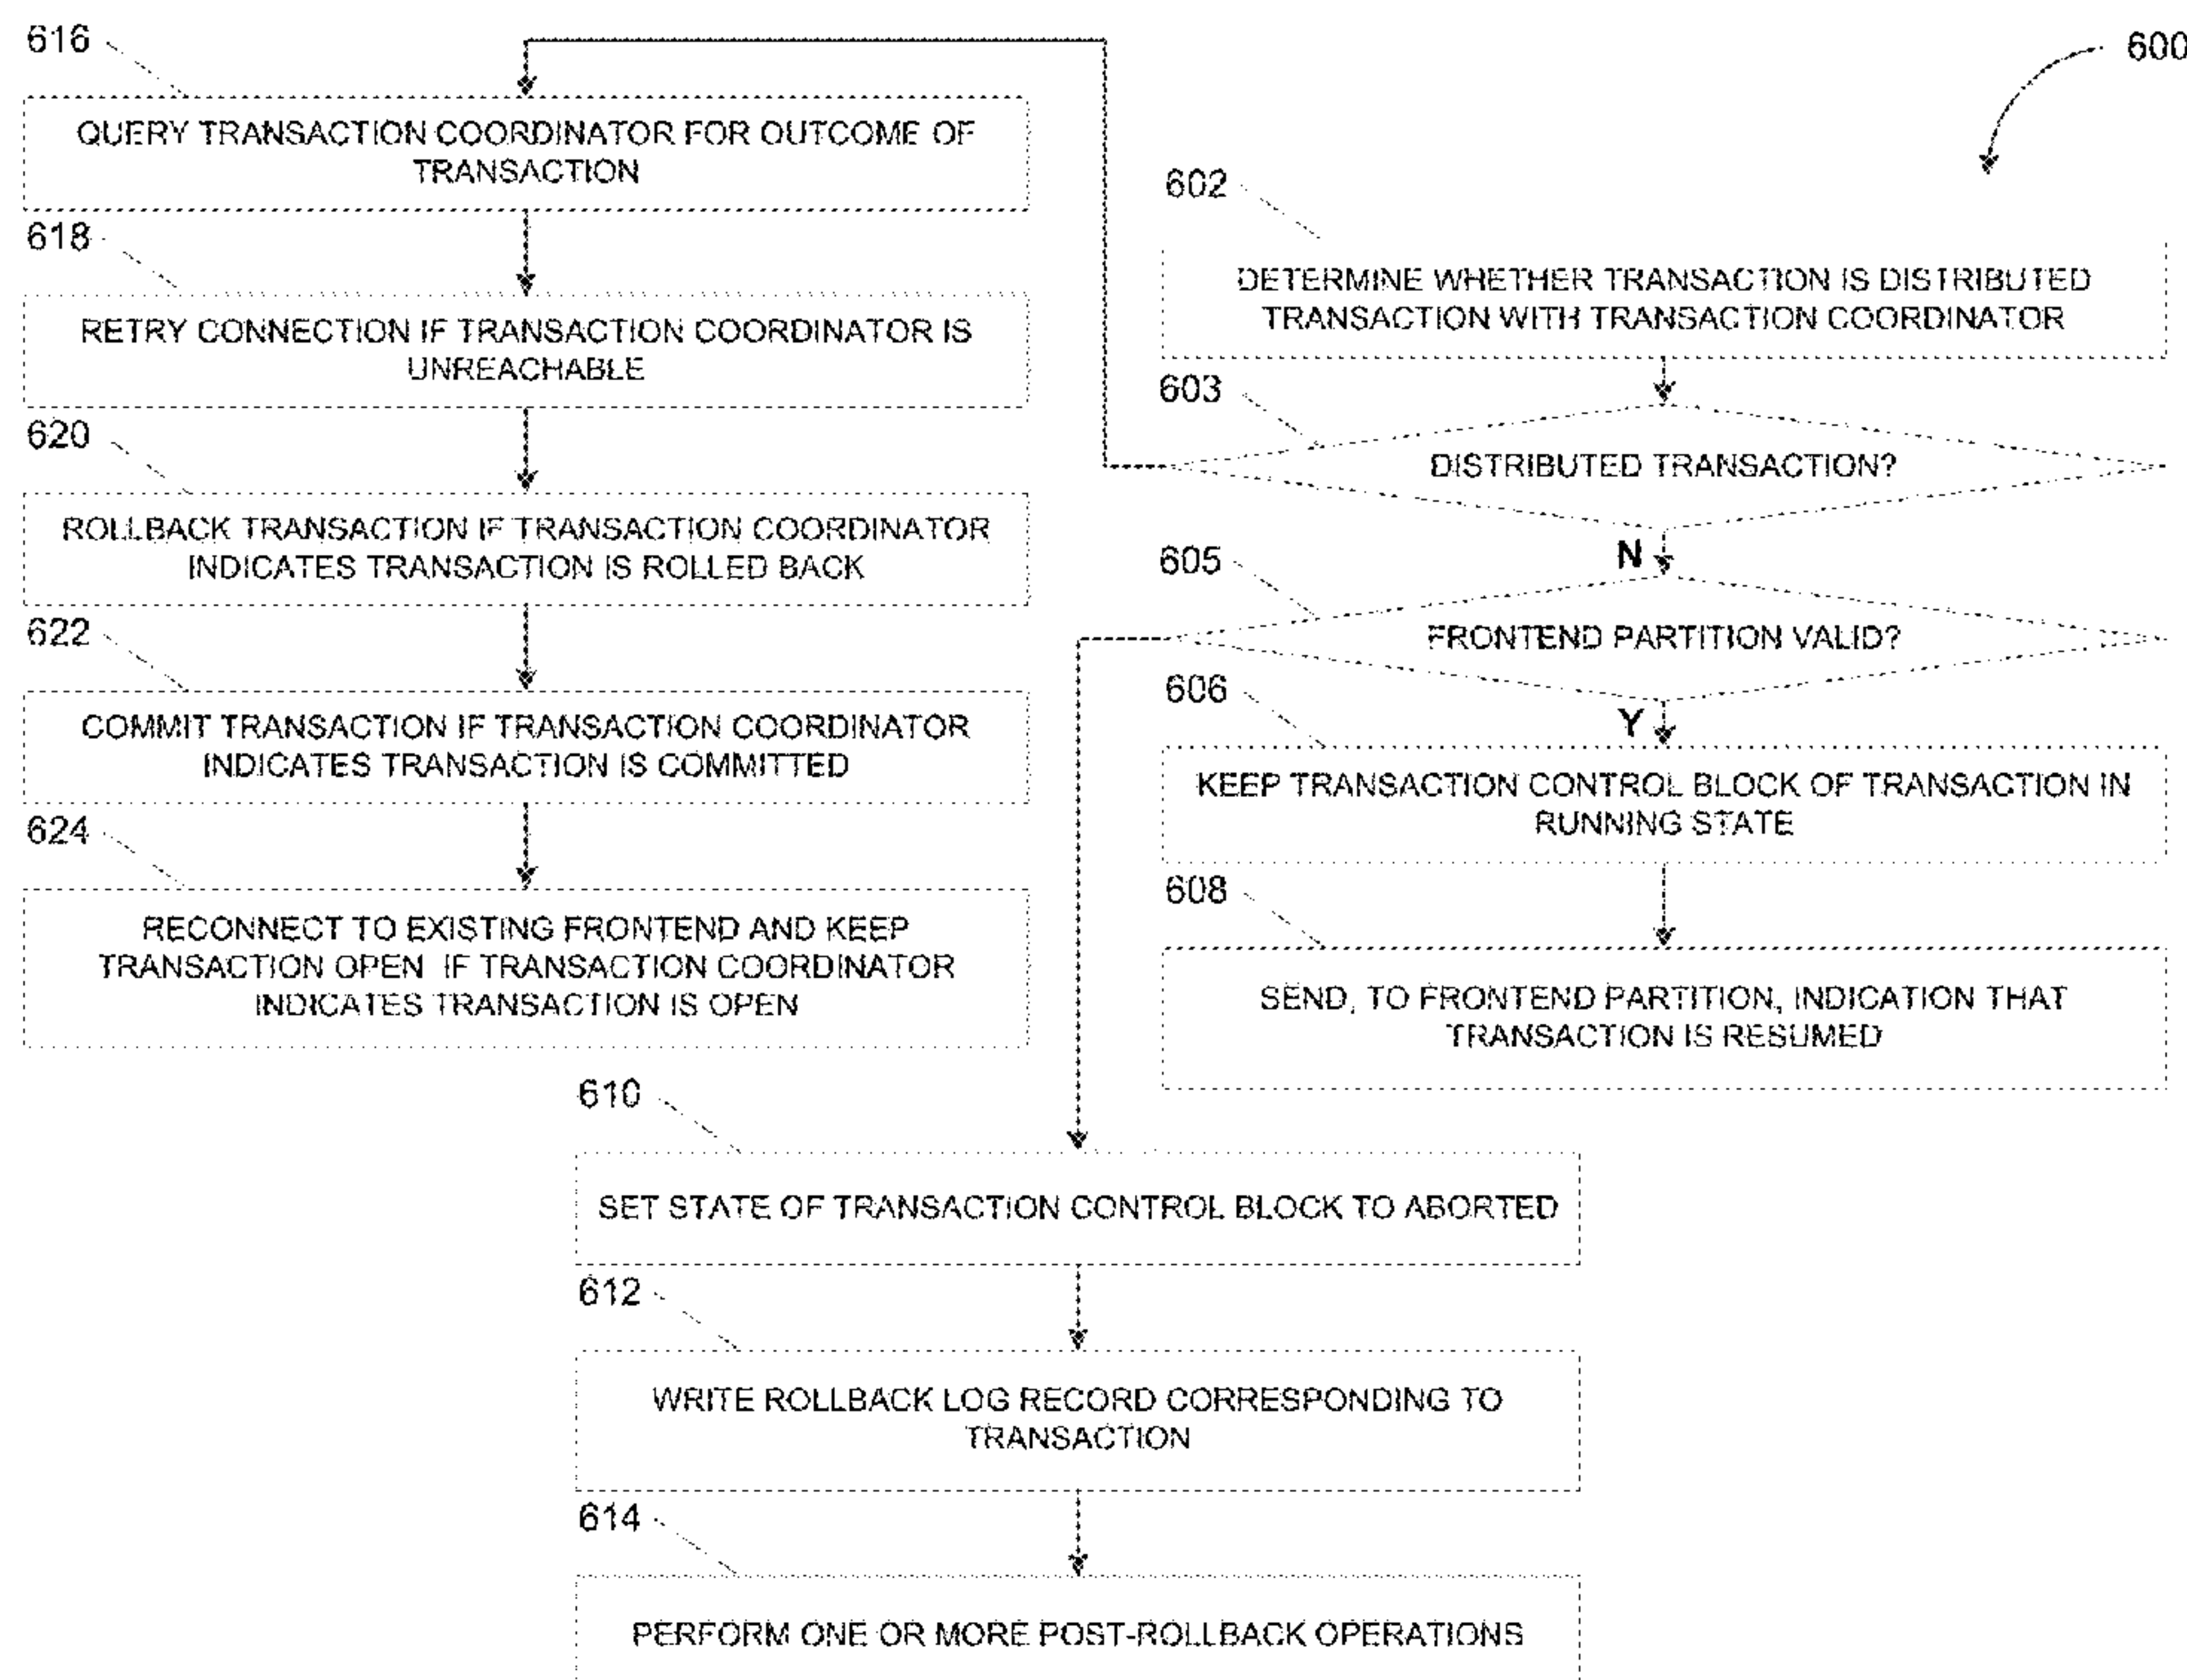 600
602
DETERMINE WHETHER TRANSACTION IS DISTRIBUTED
TRANSACTION WITH TRANSACTION COORDINATOR
603
DISTRIBUTED TRANSACTION?
N
605
FRONTEND PARTITION VALID?
Y
606
KEEP TRANSACTION CONTROL BLOCK OF TRANSACTION IN
RUNNING STATE
608
SEND, TO FRONTEND PARTITION, INDICATION THAT
TRANSACTION IS RESUMED
610
SET STATE OF TRANSACTION CONTROL BLOCK TO ABORTED
612
WRITE ROLLBACK LOG RECORD CORRESPONDING TO
TRANSACTION
614
PERFORM ONE OR MORE POST-ROLLBACK OPERATIONS
616
QUERY TRANSACTION COORDINATOR FOR OUTCOME OF
TRANSACTION
618
RETRY CONNECTION IF TRANSACTION COORDINATOR IS
UNREACHABLE
620
ROLLBACK TRANSACTION IF TRANSACTION COORDINATOR
INDICATES TRANSACTION IS ROLLED BACK
622
COMMIT TRANSACTION IF TRANSACTION COORDINATOR
INDICATES TRANSACTION IS COMMITTED
624
RECONNECT TO EXISTING FRONTEND AND KEEP
TRANSACTION OPEN IF TRANSACTION COORDINATOR
INDICATES TRANSACTION IS OPEN